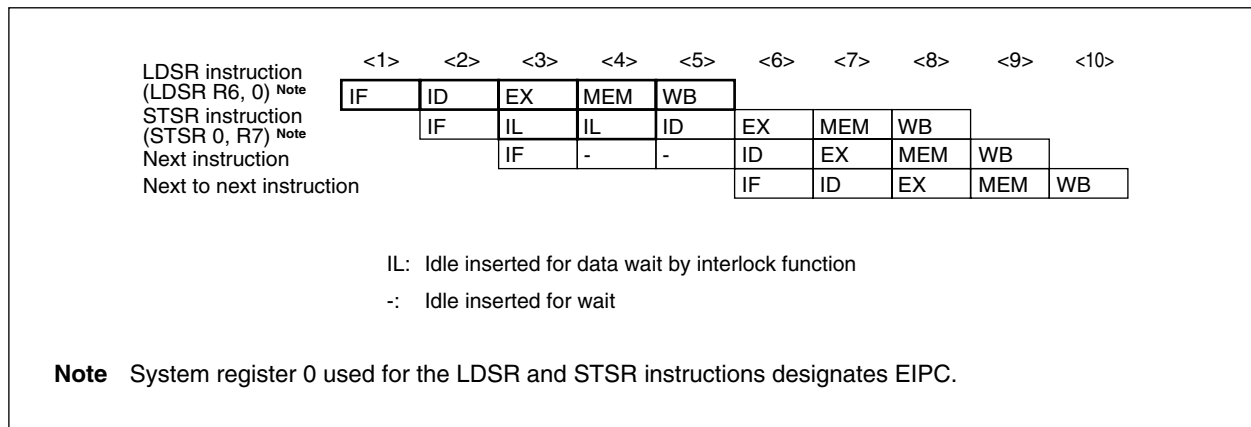 <1> <2> <3> <4> <5> <6> <7> <8> <9> <10>
LDSR instruction
(LDSR R6, 0) Note IF ID EX MEM WB
STSR instruction
(STSR 0, R7) Note IF IL IL ID EX MEM WB
Next instruction IF - - ID EX MEM WB
Next to next instruction IF ID EX MEM WB
IL: Idle inserted for data wait by interlock function
-: Idle inserted for wait
Note System register 0 used for the LDSR and STSR instructions designates EIPC.